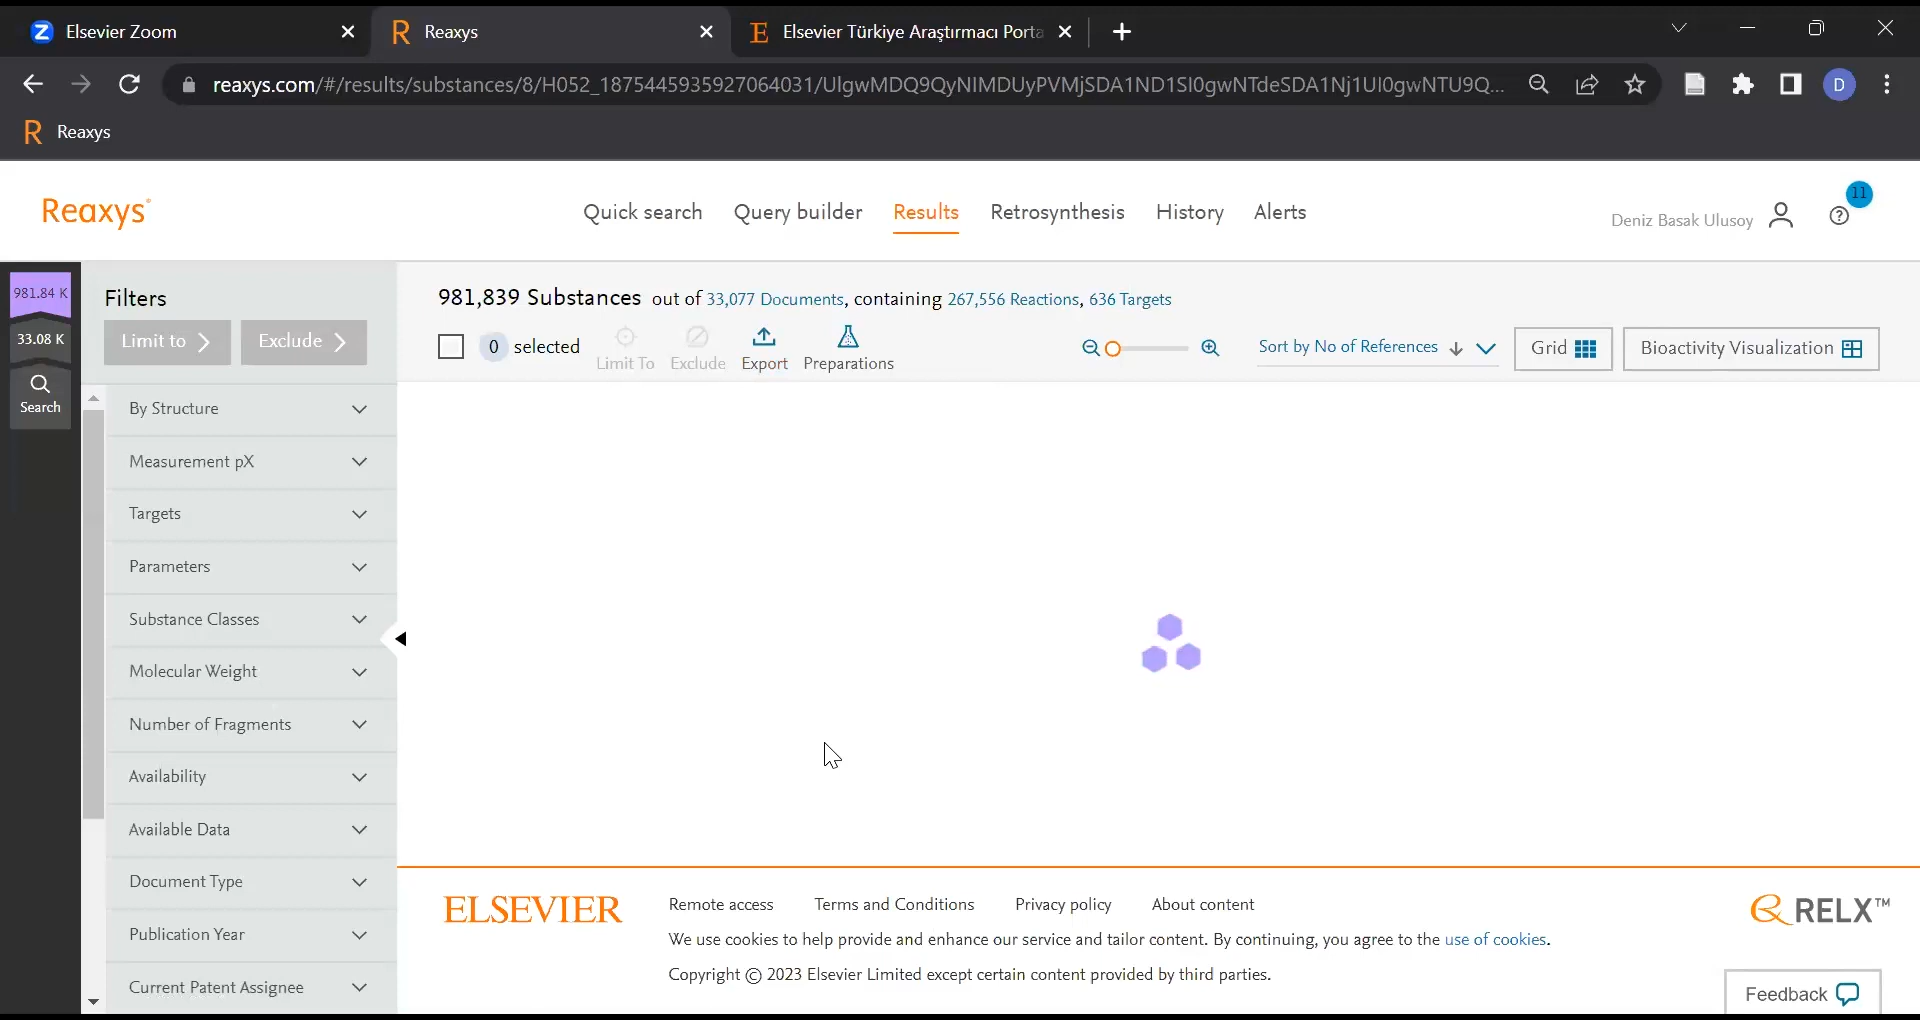 Elsevier Zoom
Reaxys
Elsevier Türkiye Araştırmacı Porta
reaxys.com/#/results/substances/8/H052_1875445935927064031/UlgwMDQ9QyNIMDUyPVMjSDA1ND1SI0gwNTdeSDA1Nj1UI0gwNTU9Q...
D
Reaxys
Reaxys
Quick search
Query builder
Results
Retrosynthesis
History
Alerts
Deniz Basak Ulusoy
11
981.84 K
33.08 K
Search
Filters
Limit to
Exclude
By Structure
Measurement pX
Targets
Parameters
Substance Classes
Molecular Weight
Number of Fragments
Availability
Available Data
Document Type
Publication Year
Current Patent Assignee
981,839 Substances out of 33,077 Documents, containing 267,556 Reactions, 636 Targets
0 selected
Limit To
Exclude
Export
Preparations
Sort by No of References
Grid
Bioactivity Visualization
ELSEVIER
Remote access
Terms and Conditions
Privacy policy
About content
We use cookies to help provide and enhance our service and tailor content. By continuing, you agree to the use of cookies.
Copyright © 2023 Elsevier Limited except certain content provided by third parties.
RELX™
Feedback